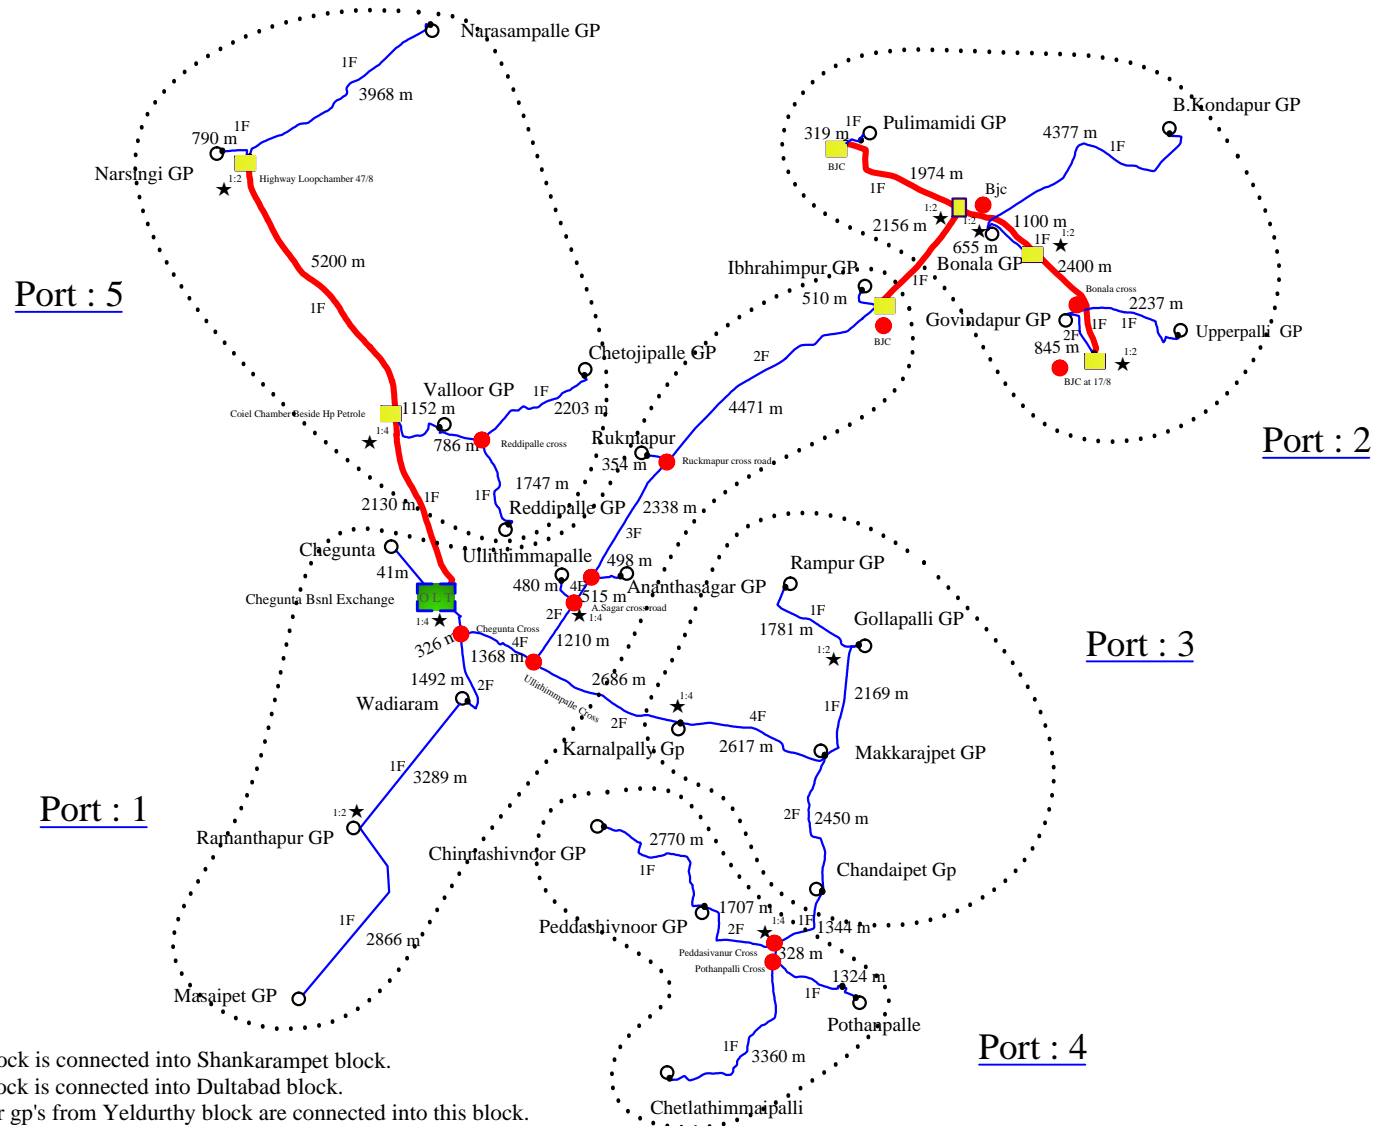 Narasampalle GP
1F
3968 m
1F
790 m
Narsingi GP
1:2
Highway Loopchamber 47/8
5200 m
1F
Port : 5
Chetojipalle GP
Valloor GP
1F
2203 m
Coiel Chamber Beside Hp Petrole
1152 m
1:4
786 m
Reddipalle cross
1747 m
1F
2130 m
1F
Reddipalle GP
B.Kondapur GP
4377 m
1F
1F
Pulimamidi GP
319 m
BJC
1974 m
1F
Bjc
1:2
2156 m
1:2
1100 m
1:2
655 m
1F
Bonala GP
2400 m
1F
Bonala cross
2237 m
Govindapur GP
1F
1F
2F
Upperpalli GP
845 m
1:2
BJC at 17/8
Port : 2
Ibhrahimpur GP
510 m
BJC
2F
4471 m
Rukmapur
354 m
Ruckmapur cross road
2338 m
3F
Chegunta
41m
Ullithimmapalle
498 m
480 m
4F
Ananthasagar GP
515 m
A.Sagar cross road
1:4
Chegunta Bsnl Exchange
OLT
1:4
Chegunta Cross
326 m
2F
1210 m
4F
1368 m
Ullithimmpalle Cross
1492 m
2F
Wadiaram
2686 m
2F
1:4
Karnalpally Gp
4F
2617 m
Rampur GP
1F
1781 m
Gollapalli GP
1:2
2169 m
1F
Makkarajpet GP
Port : 3
1F
3289 m
Port : 1
1:2
Ramanthapur GP
2F
2450 m
2770 m
Chinnashivnoor GP
1F
Chandaipet Gp
1F
2866 m
1707 m
Peddashivnoor GP
2F
1:4
1F
1344 m
Peddasivanur Cross
328 m
Pothanpalli Cross
1324 m
1F
Masaipet GP
Pothanpalle
1F
3360 m
Port : 4
Chetlathimmaipalli
ock is connected into Shankarampet block.
ock is connected into Dultabad block.
r gp's from Yeldurthy block are connected into this block.